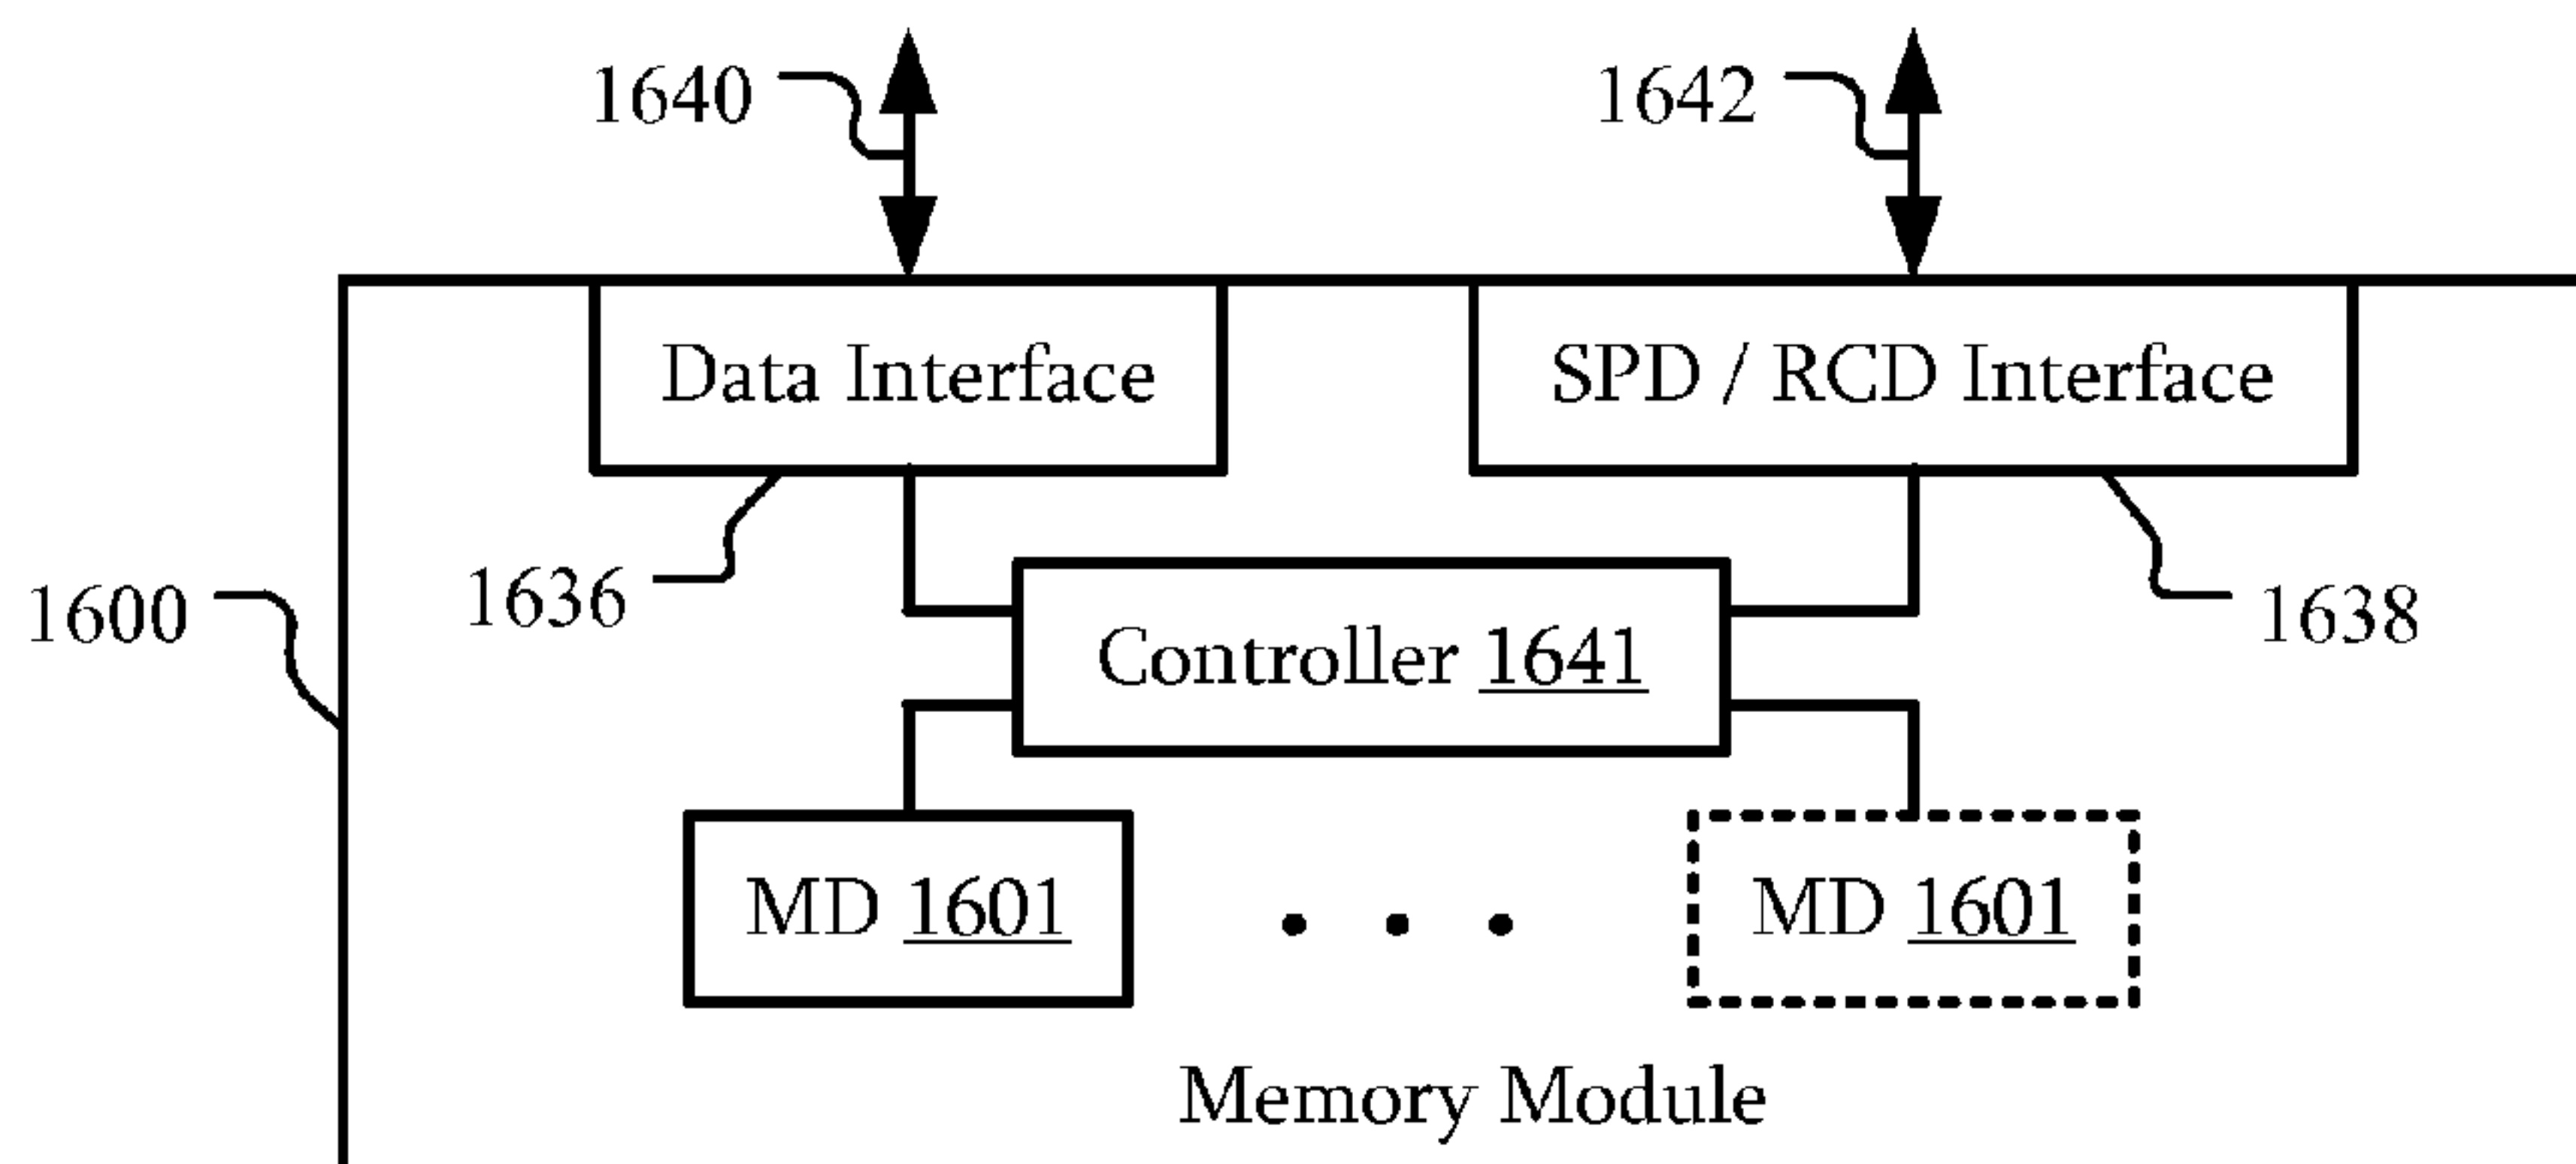 1640
1642
Data Interface
SPD / RCD Interface
1636
1638
1600
Controller 1641
MD 1601
MD 1601
Memory Module